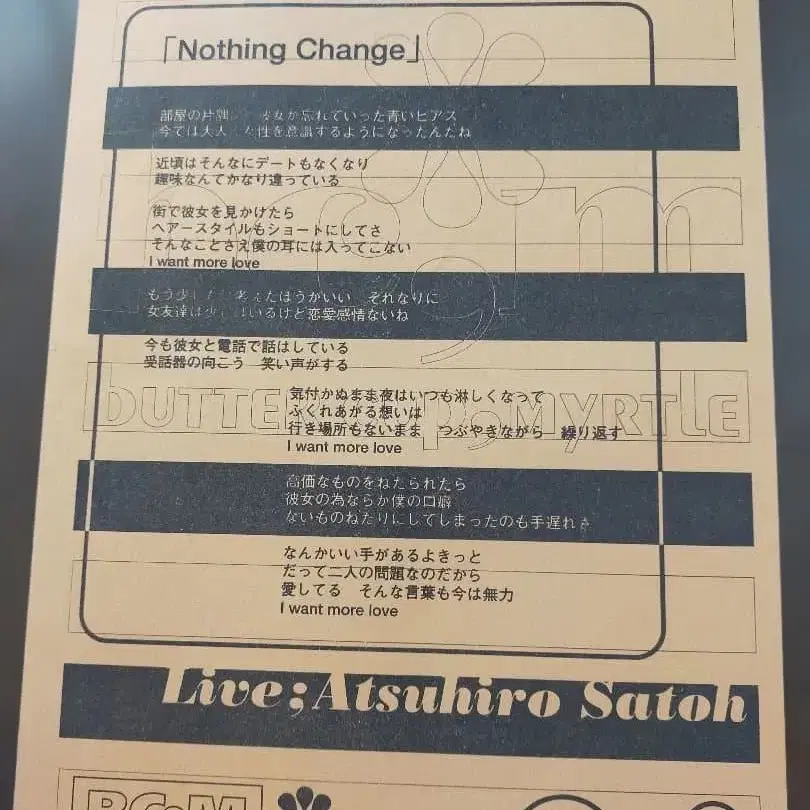 「Nothing Change」
部屋の片隅 彼女が忘れていった青いピアス
今では大人 女性を意識するようになったんだね
近頃はそんなにデートもなくなり
趣味なんてかなり違っている
街で彼女を見かけたら
ヘアースタイルもショートにしてさ
そんなことさえ僕の耳には入ってこない
I want more love
もう少し 考えたほうがいい それなりに
女友達は少しはいるけど恋愛感情ないね
今も彼女と電話で話はしている
受話器の向こう 笑い声がする
気付かぬまま夜はいつも淋しくなって
ふくれあがる想いは
行き場所もないまま つぶやきながら 繰り返す
I want more love
高価なものをねだられたら
彼女の為ならが僕の口癖
ないものねだりにしてしまったのも手遅れさ
なんかいい手があるよきっと
だって二人の問題なのだから
愛してる そんな言葉も今は無力
I want more love
Live;Atsuhiro Satoh